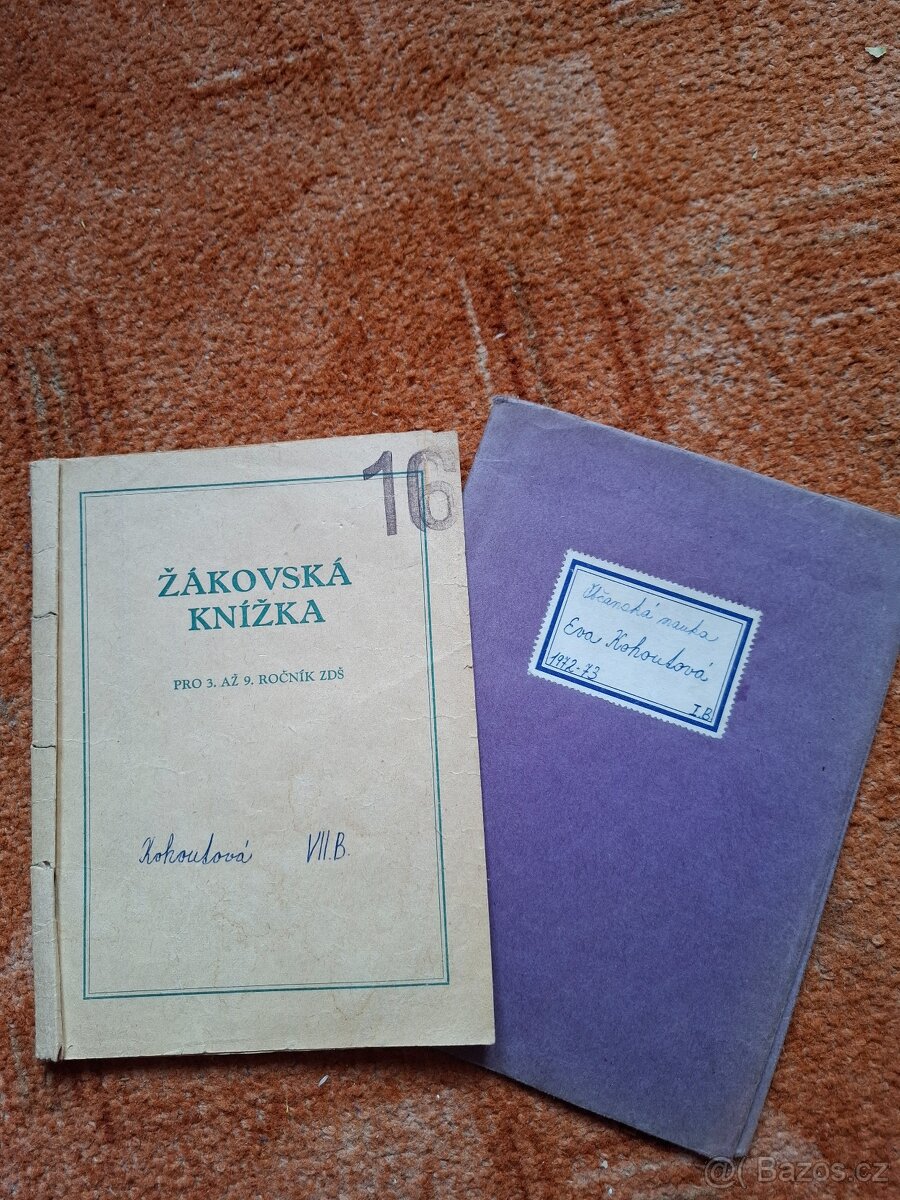 16
ŽÁKOVSKÁ
KNÍŽKA
PRO 3. AŽ 9. ROČNÍK ZDŠ
Kohoutová VII.B.
Občanská nauka
Eva Kohoutová
1972-73
I.B.
@( Bazos.cz